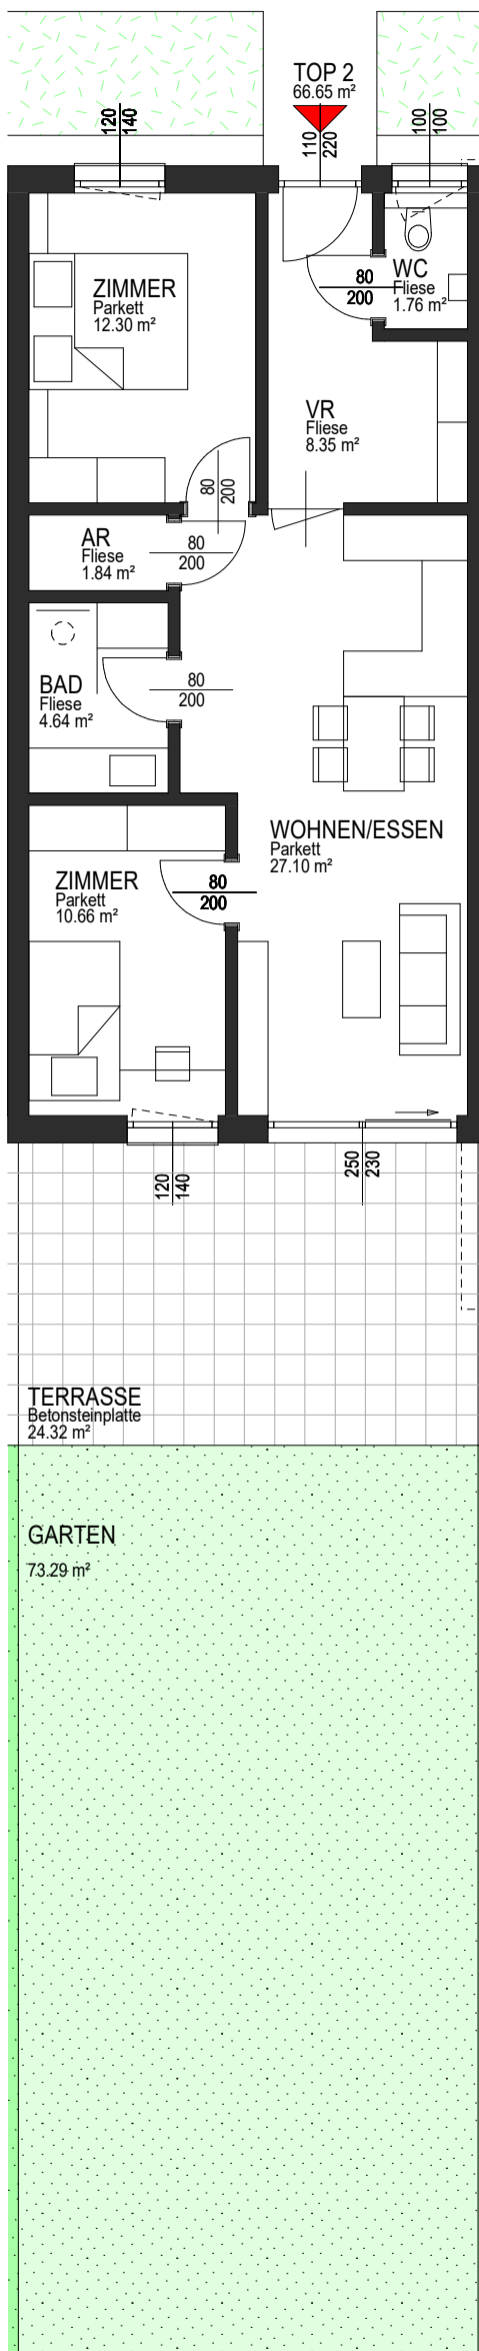 TOP 2
66.65 m²
120
140
110
220
100
100
ZIMMER
Parkett
12.30 m²
80
200
WC
Fliese
1.76 m²
VR
Fliese
8.35 m²
80
200
AR
Fliese
1.84 m²
80
200
BAD
Fliese
4.64 m²
80
200
WOHNEN/ESSEN
Parkett
27.10 m²
ZIMMER
Parkett
10.66 m²
80
200
120
140
250
230
TERRASSE
Betonsteinplatte
24.32 m²
GARTEN
73.29 m²